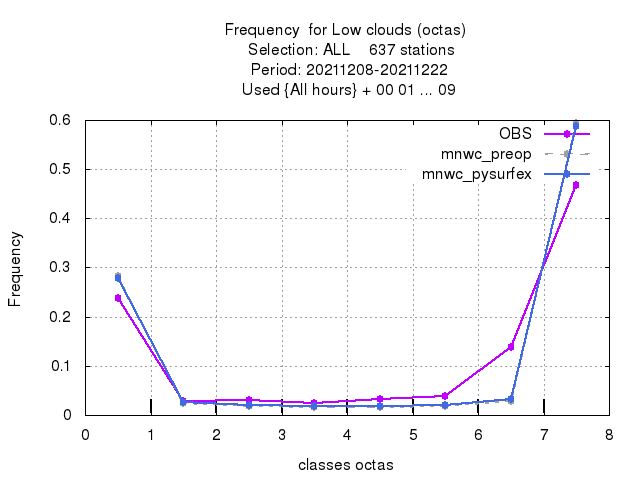 Frequency  for Low clouds (octas)
Selection: ALL    637 stations
Period: 20211208-20211222
Used {All hours} + 00 01 ... 09
OBS
mnwc_preop
mnwc_pysurfex
0.6
0.5
0.4
0.3
0.2
0.1
0
Frequency
0 1 2 3 4 5 6 7 8
classes octas